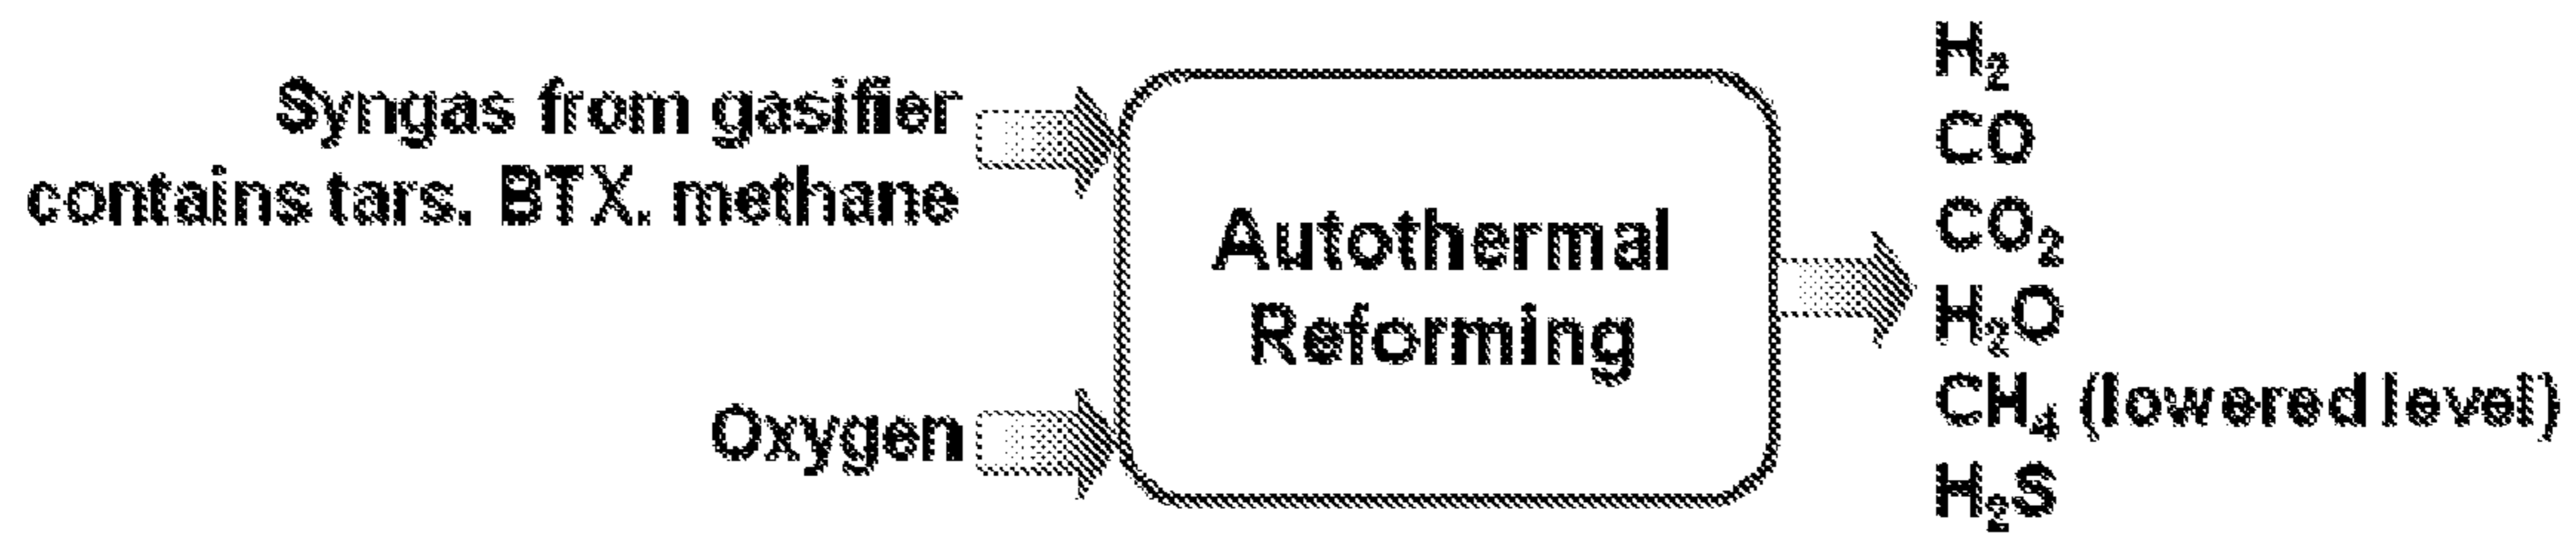 Syngas from gasifier
contains tars. BTX. methane
Oxygen
Autothermal
Reforming
H₂
CO
CO₂
H₂O
CH₄ (lowered level)
H₂S